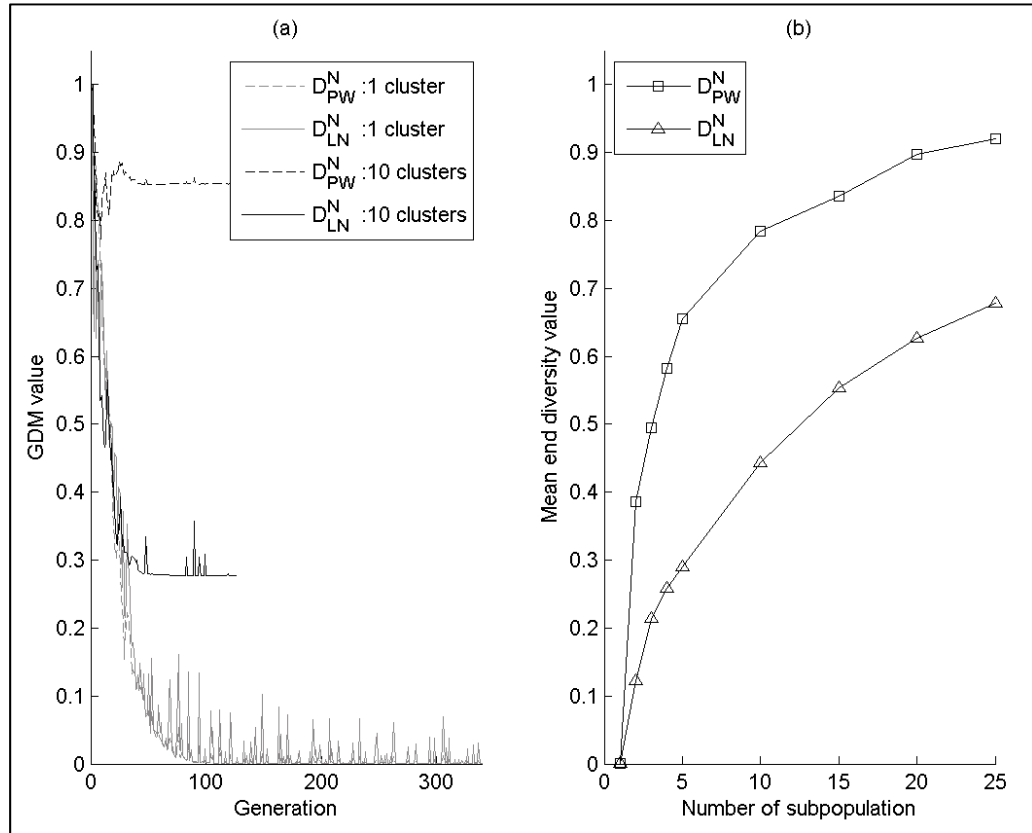 (a)
1
0.9
0.8
0.7
0.6
0.5
0.4
0.3
0.2
0.1
0
GDM value
0 100 200 300
Generation
D^N_PW :1 cluster
D^N_LN :1 cluster
D^N_PW :10 clusters
D^N_LN :10 clusters
(b)
1
0.9
0.8
0.7
0.6
0.5
0.4
0.3
0.2
0.1
0
Mean end diversity value
0 5 10 15 20 25
Number of subpopulation
D^N_PW
D^N_LN